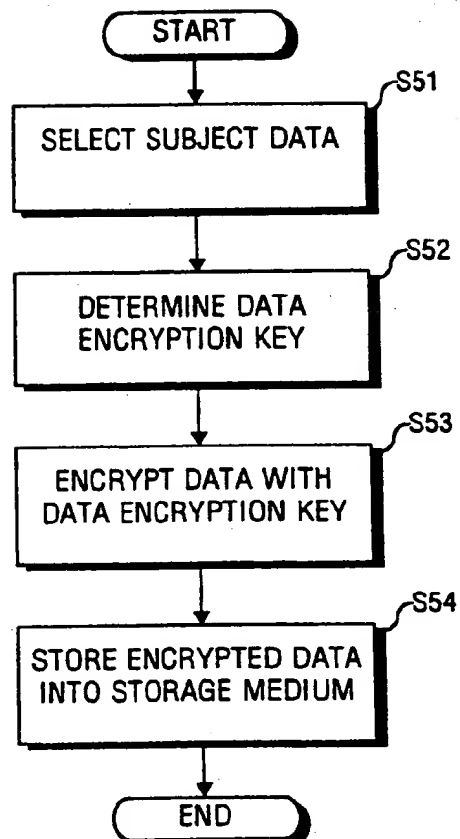 START
S51
SELECT SUBJECT DATA
S52
DETERMINE DATA
ENCRYPTION KEY
S53
ENCRYPT DATA WITH
DATA ENCRYPTION KEY
S54
STORE ENCRYPTED DATA
INTO STORAGE MEDIUM
END